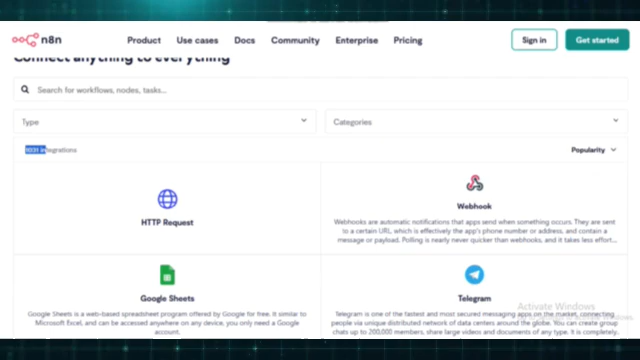 n8n Product Use cases Docs Community Enterprise Pricing Sign in Get started
Connect anything to everything
Search for workflows, nodes, tasks...
Type Categories
1031 integrations Popularity
HTTP Request
Webhook
Webhooks are automatic notifications that apps send when something occurs. They are sent
to a certain URL, which is effectively the app's phone number or address, and contain a
message or payload. Polling is nearly never quicker than webhooks, and it takes less effort...
Google Sheets
Google Sheets is a web-based spreadsheet program offered by Google for free. It is similar to
Microsoft Excel, and can be accessed anywhere on any device, you only need a Google
account.
Telegram
Telegram is one of the fastest and most secured messaging apps on the market, connecting
people via unique distributed network of data centers around the globe. You can create group
chats up to 200,000 members, share large videos and documents of any type. It is completely,
Activate Windows